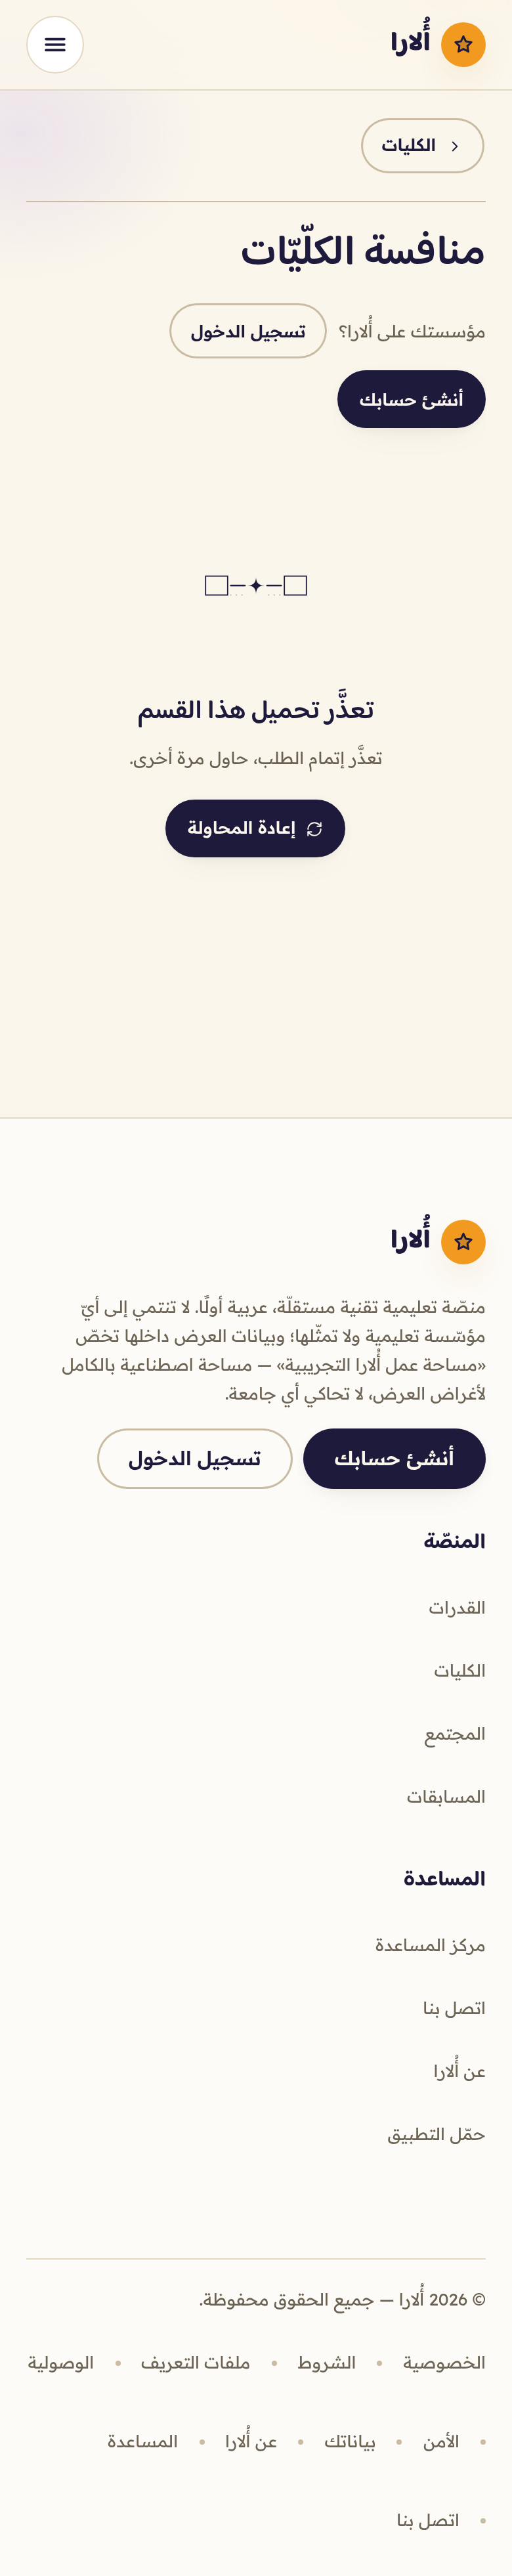 أُلارا
الكليات
منافسة الكلّيّات
مؤسستك على أُلارا؟ تسجيل الدخول
أنشئ حسابك
تعذَّر تحميل هذا القسم
تعذَّر إتمام الطلب، حاول مرة أخرى.
إعادة المحاولة
أُلارا
منصّة تعليمية تقنية مستقلّة، عربية أولًا. لا تنتمي إلى أيّ
مؤسّسة تعليمية ولا تمثّلها؛ وبيانات العرض داخلها تخصّ
«مساحة عمل أُلارا التجريبية» — مساحة اصطناعية بالكامل
لأغراض العرض، لا تحاكي أي جامعة.
أنشئ حسابك تسجيل الدخول
المنصّة
القدرات
الكليات
المجتمع
المسابقات
المساعدة
مركز المساعدة
اتصل بنا
عن أُلارا
حمّل التطبيق
© 2026 أُلارا — جميع الحقوق محفوظة.
الخصوصية • الشروط • ملفات التعريف • الوصولية
• الأمن • بياناتك • عن أُلارا • المساعدة
• اتصل بنا